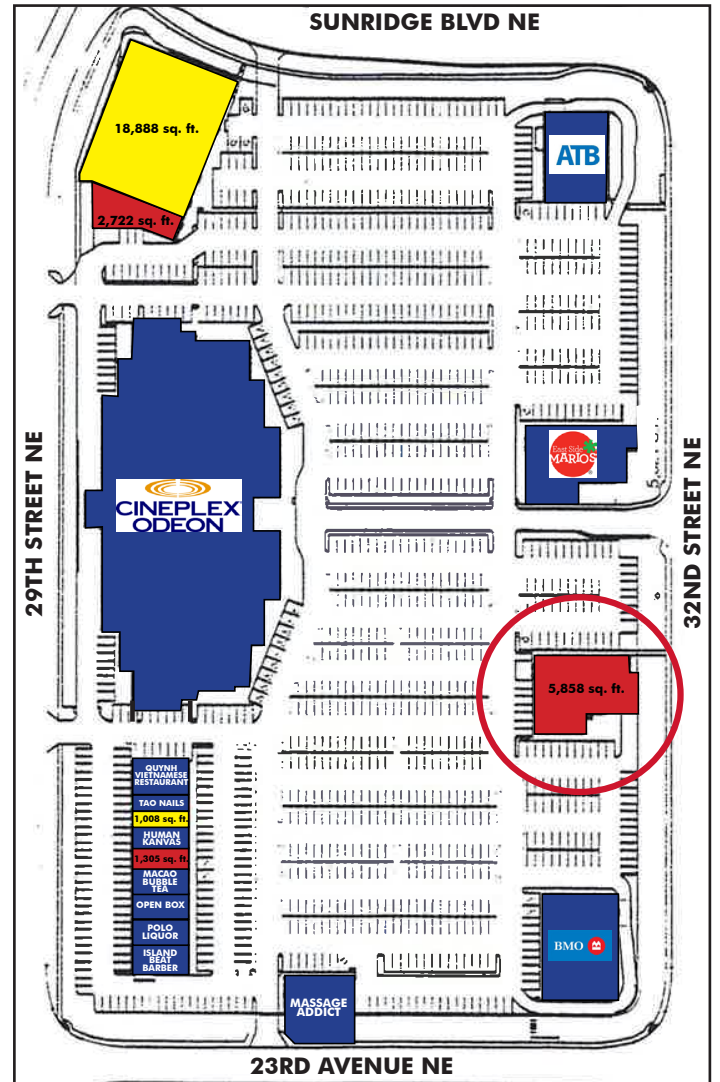 SUNRIDGE BLVD NE
18,888 sq. ft.
ATB
2,722 sq. ft.
29TH STREET NE
East Side
MARIO'S
CINEPLEX
ODEON
32ND STREET NE
5,858 sq. ft.
QUYNH
VIETNAMESE
RESTAURANT
TAO NAILS
1,008 sq. ft.
HUMAN
KANVAS
1,305 sq. ft.
MACAO
BUBBLE
TEA
OPEN BOX
POLO
LIQUOR
ISLAND
BEAT
BARBER
BMO
MASSAGE
ADDICT
23RD AVENUE NE